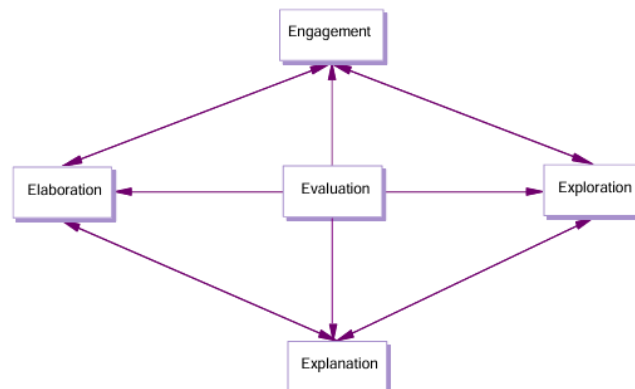 Engagement
Elaboration
Evaluation
Exploration
Explanation